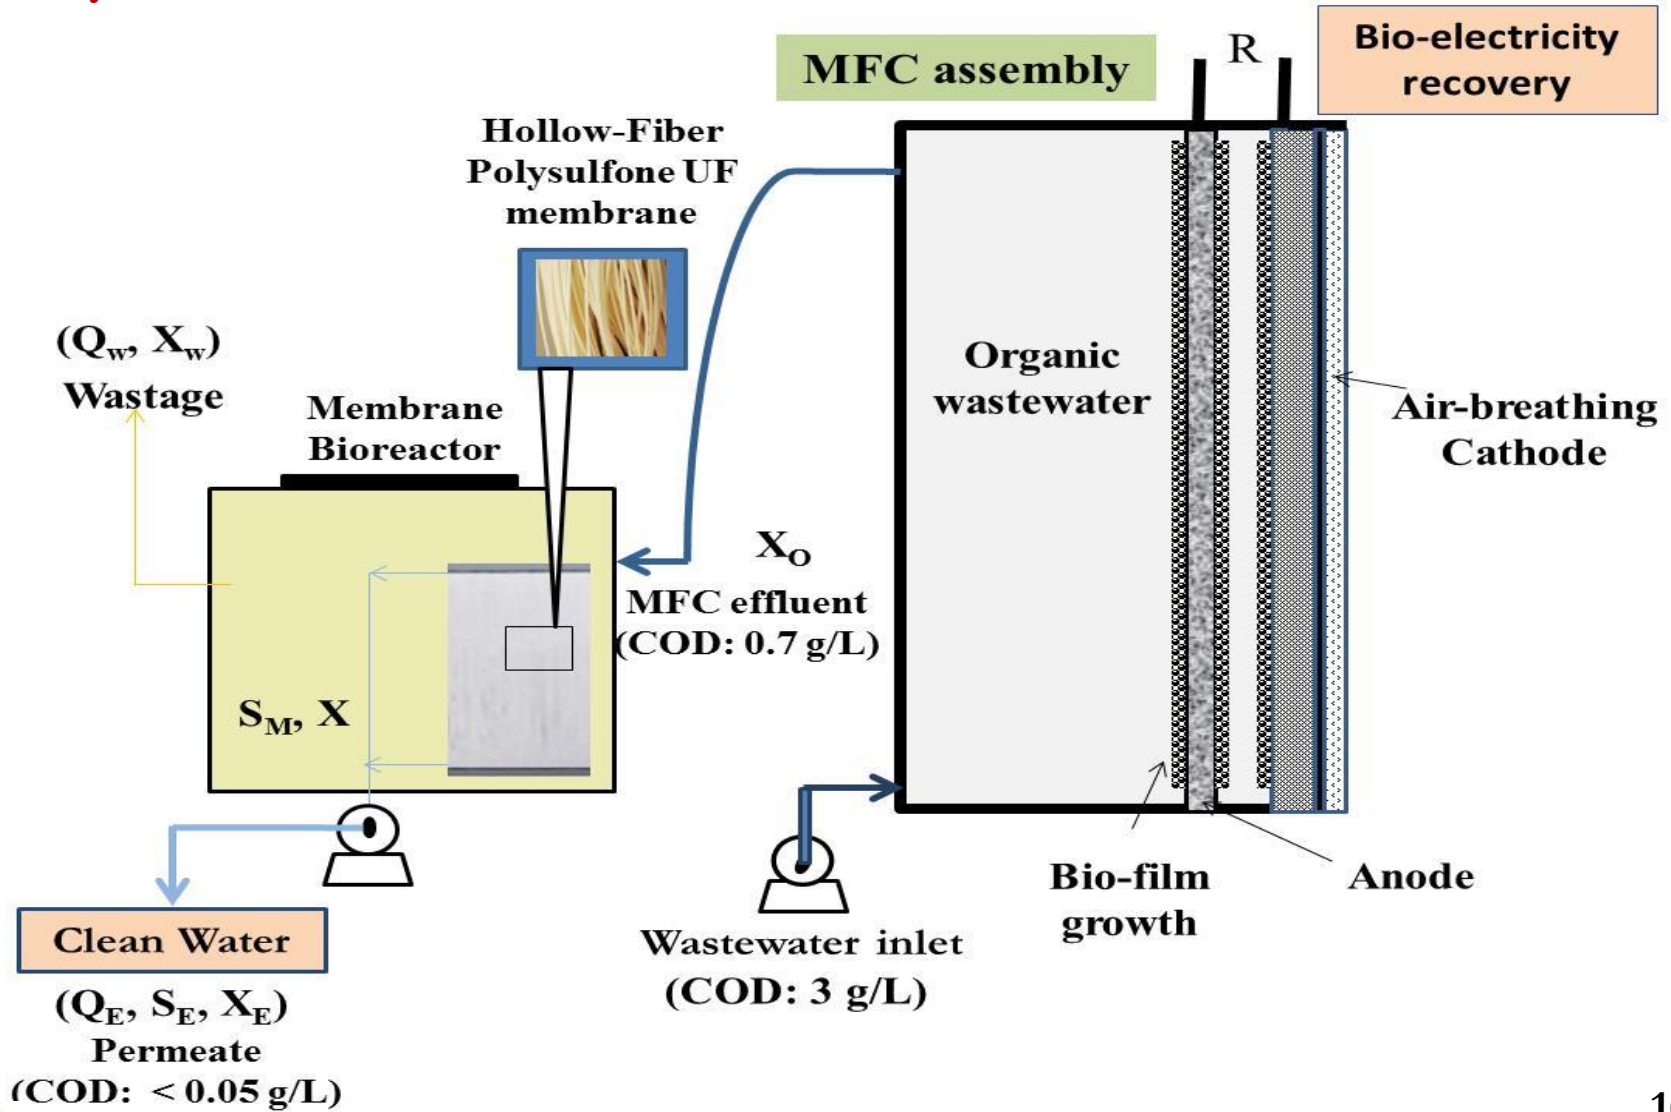 MFC assembly
R
Bio-electricity
recovery
Hollow-Fiber
Polysulfone UF
membrane
(Qw, Xw)
Wastage
Membrane
Bioreactor
Organic
wastewater
Air-breathing
Cathode
XO
MFC effluent
(COD: 0.7 g/L)
SM, X
Bio-film
growth
Anode
Clean Water
Wastewater inlet
(COD: 3 g/L)
(QE, SE, XE)
Permeate
(COD: < 0.05 g/L)